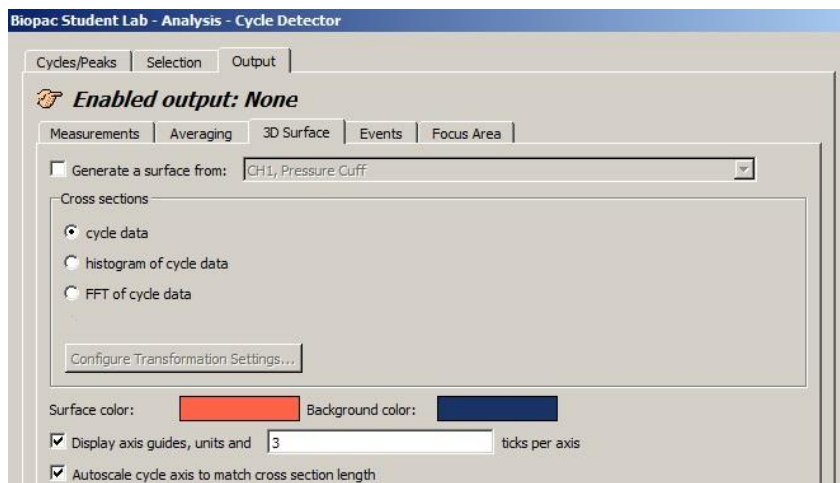 Biopac Student Lab - Analysis - Cycle Detector
Cycles/Peaks Selection Output
Enabled output: None
Measurements Averaging 3D Surface Events Focus Area
Generate a surface from: CH1, Pressure Cuff
Cross sections
cycle data
histogram of cycle data
FFT of cycle data
Configure Transformation Settings...
Surface color: Background color:
Display axis guides, units and 3 ticks per axis
Autoscale cycle axis to match cross section length